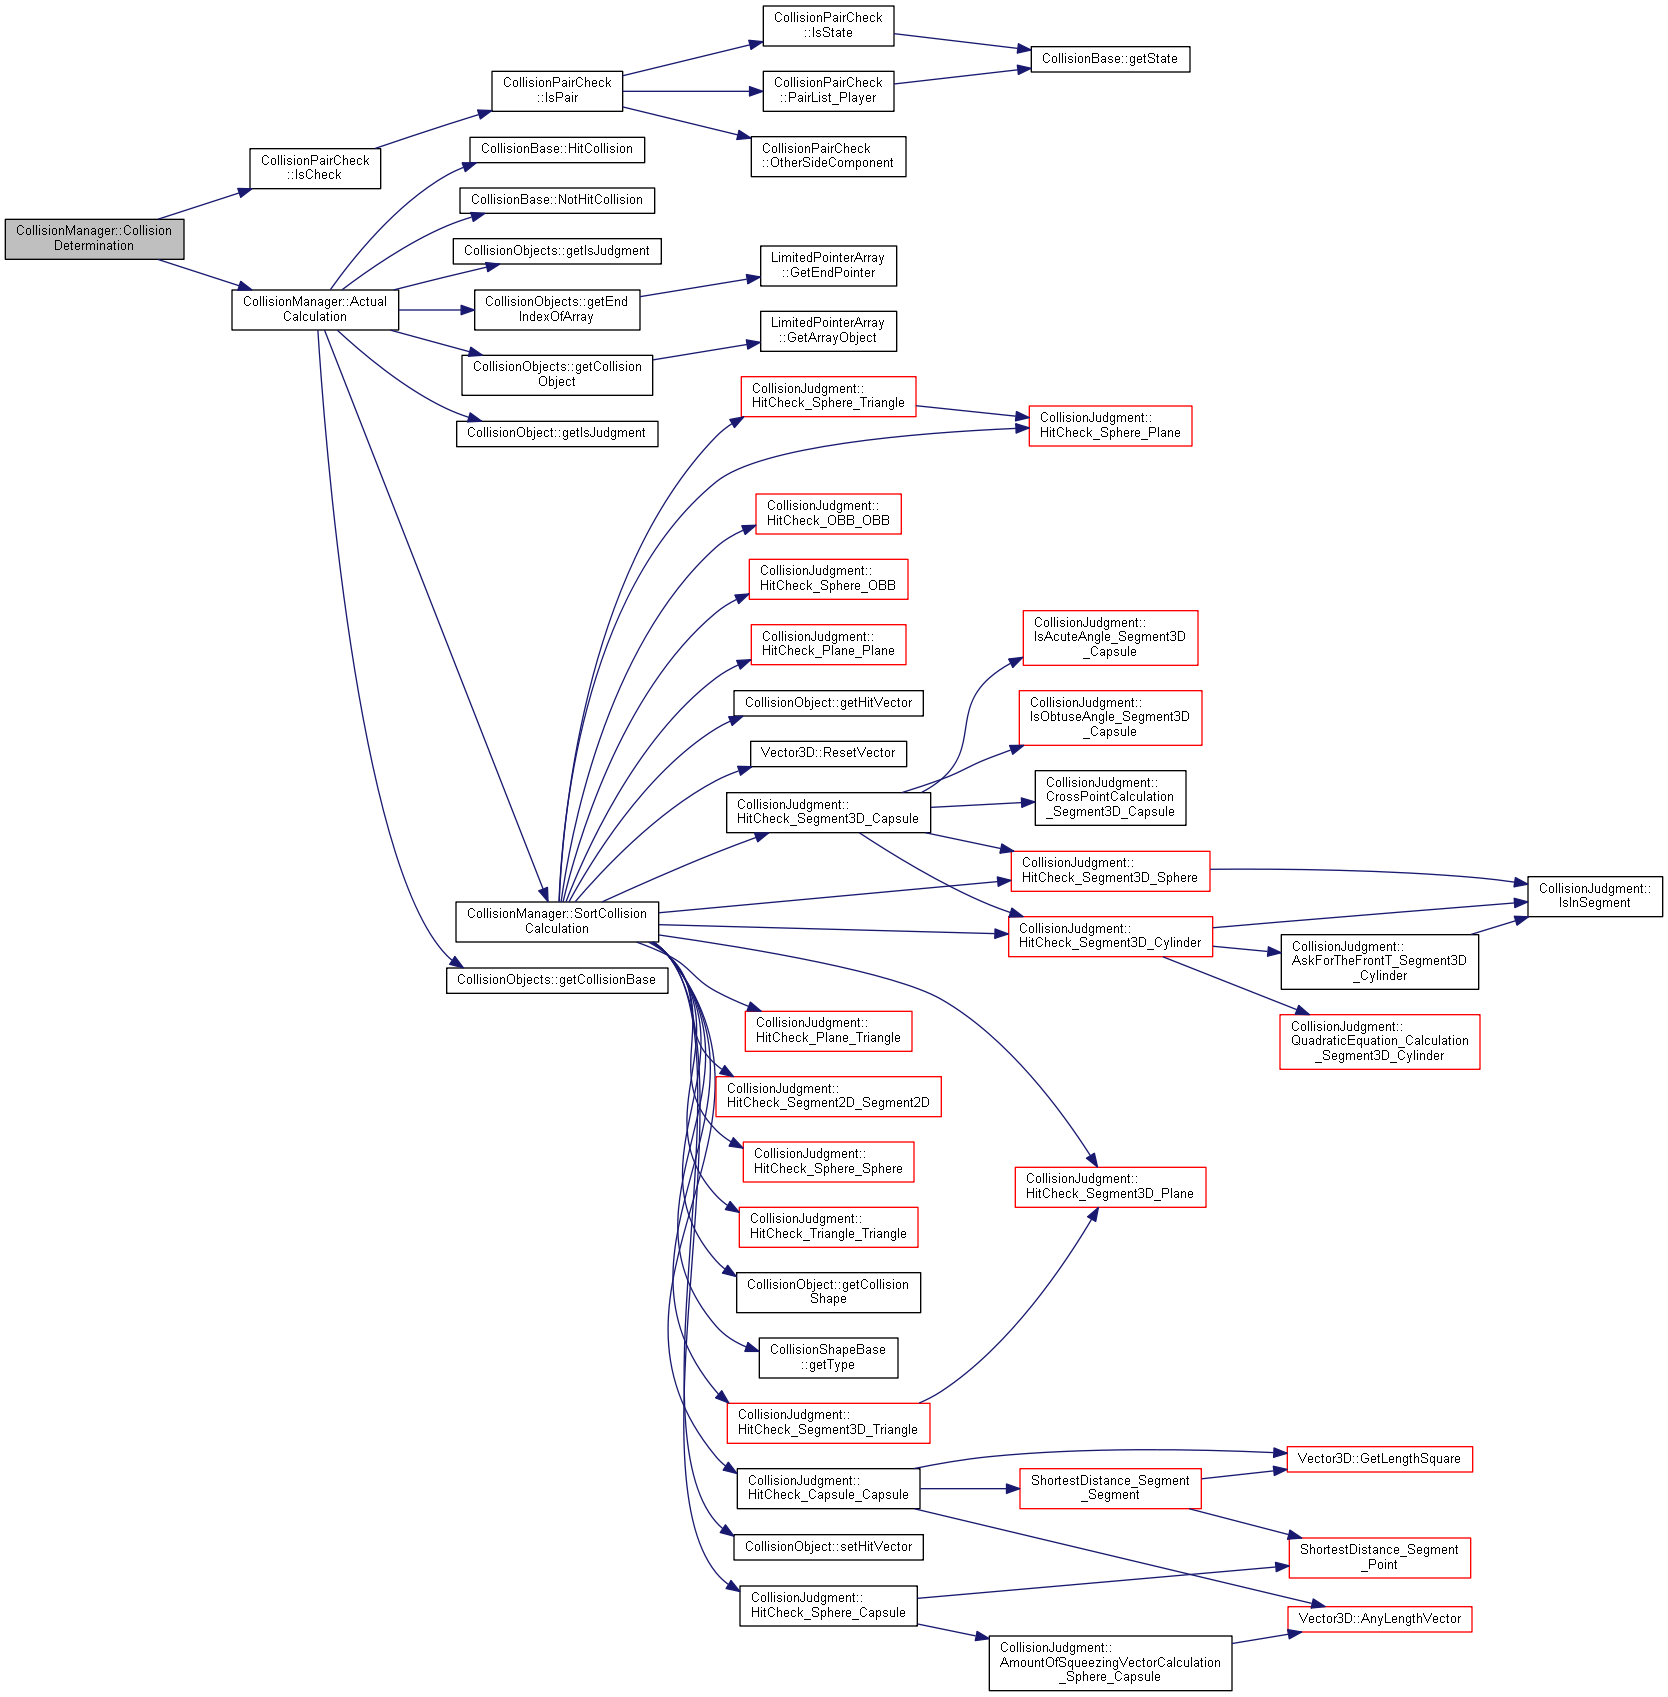 CollisionManager::Collision
Determination
CollisionPairCheck
::IsCheck
CollisionPairCheck
::IsPair
CollisionPairCheck
::IsState
CollisionBase::getState
CollisionPairCheck
::PairList_Player
CollisionPairCheck
::OtherSideComponent
CollisionManager::Actual
Calculation
CollisionBase::HitCollision
CollisionBase::NotHitCollision
CollisionObjects::getIsJudgment
CollisionObjects::getEnd
IndexOfArray
LimitedPointerArray
::GetEndPointer
CollisionObjects::getCollision
Object
LimitedPointerArray
::GetArrayObject
CollisionObject::getIsJudgment
CollisionManager::SortCollision
Calculation
CollisionObjects::getCollisionBase
CollisionJudgment::
HitCheck_Sphere_Triangle
CollisionJudgment::
HitCheck_Sphere_Plane
CollisionJudgment::
HitCheck_OBB_OBB
CollisionJudgment::
HitCheck_Sphere_OBB
CollisionJudgment::
HitCheck_Plane_Plane
CollisionObject::getHitVector
Vector3D::ResetVector
CollisionJudgment::
HitCheck_Segment3D_Capsule
CollisionJudgment::
IsAcuteAngle_Segment3D
_Capsule
CollisionJudgment::
IsObtuseAngle_Segment3D
_Capsule
CollisionJudgment::
CrossPointCalculation
_Segment3D_Capsule
CollisionJudgment::
HitCheck_Segment3D_Sphere
CollisionJudgment::
HitCheck_Segment3D_Cylinder
CollisionJudgment::
IsInSegment
CollisionJudgment::
AskForTheFrontT_Segment3D
_Cylinder
CollisionJudgment::
QuadraticEquation_Calculation
_Segment3D_Cylinder
CollisionJudgment::
HitCheck_Plane_Triangle
CollisionJudgment::
HitCheck_Segment2D_Segment2D
CollisionJudgment::
HitCheck_Sphere_Sphere
CollisionJudgment::
HitCheck_Segment3D_Plane
CollisionJudgment::
HitCheck_Triangle_Triangle
CollisionObject::getCollision
Shape
CollisionShapeBase
::getType
CollisionJudgment::
HitCheck_Segment3D_Triangle
CollisionJudgment::
HitCheck_Capsule_Capsule
ShortestDistance_Segment
_Segment
Vector3D::GetLengthSquare
CollisionObject::setHitVector
ShortestDistance_Segment
_Point
CollisionJudgment::
HitCheck_Sphere_Capsule
CollisionJudgment::
AmountOfSqueezingVectorCalculation
_Sphere_Capsule
Vector3D::AnyLengthVector